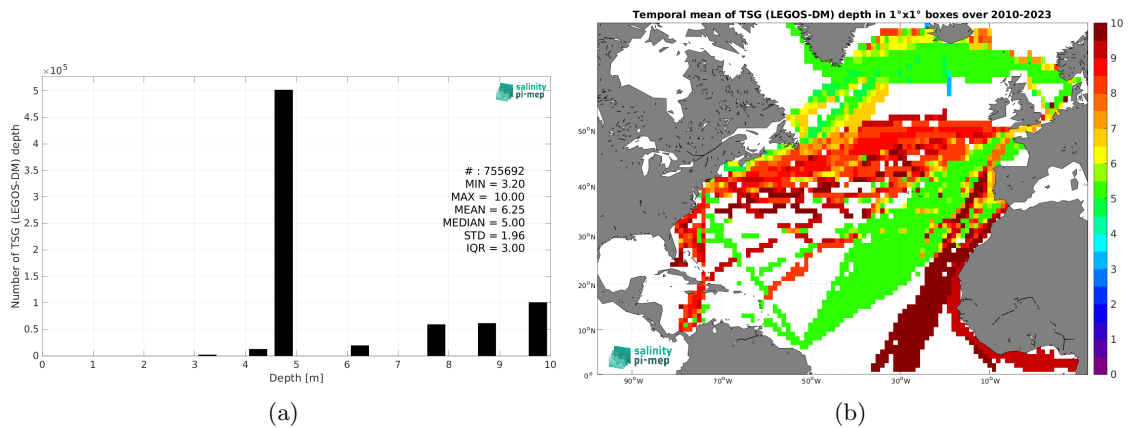 ×10⁵
5
4.5
4
3.5
3
2.5
2
1.5
1
0.5
0
Number of TSG (LEGOS-DM) depth
salinity
pi-mep
# : 755692
MIN = 3.20
MAX = 10.00
MEAN = 6.25
MEDIAN = 5.00
STD = 1.96
IQR = 3.00
0 1 2 3 4 5 6 7 8 9 10
Depth [m]
(a)
Temporal mean of TSG (LEGOS-DM) depth in 1°x1° boxes over 2010-2023
50°N
40°N
30°N
20°N
10°N
0°
90°W 70°W 50°W 30°W 10°W
salinity
pi-mep
10
9
8
7
6
5
4
3
2
1
0
(b)